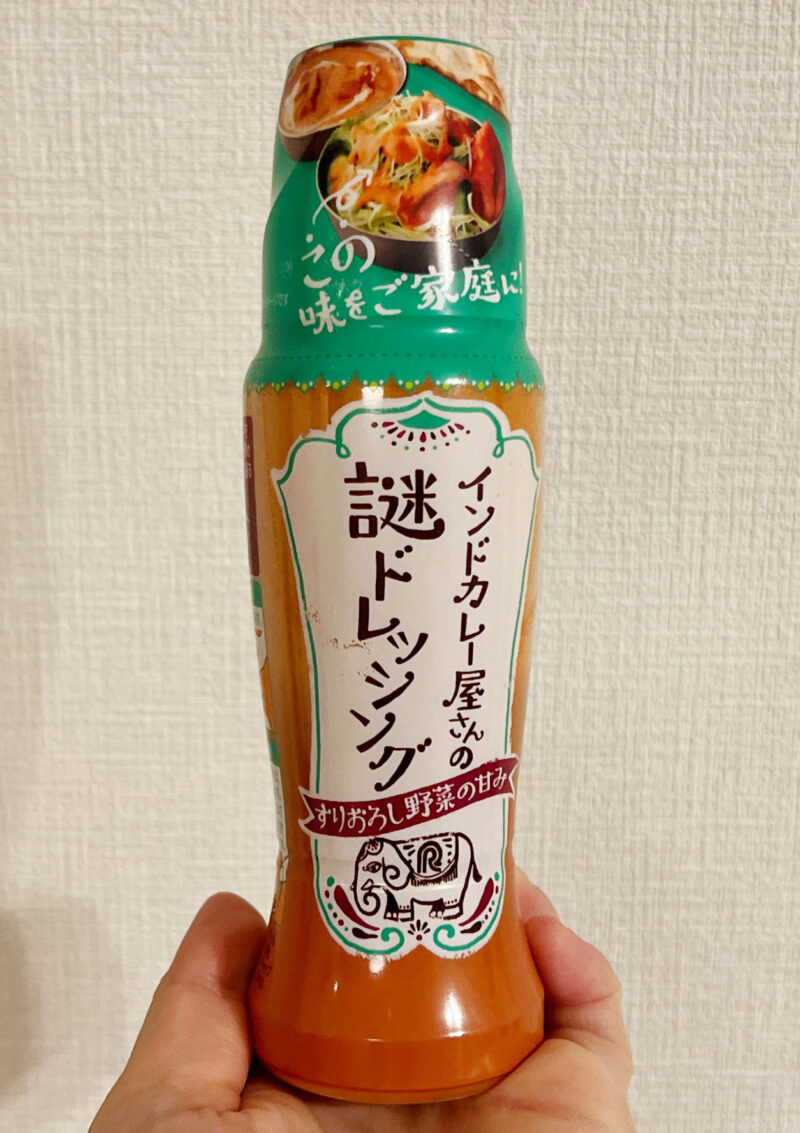 この
味をご家庭に!
インドカレー屋さんの
謎ドレッシング
すりおろし野菜の甘み
R